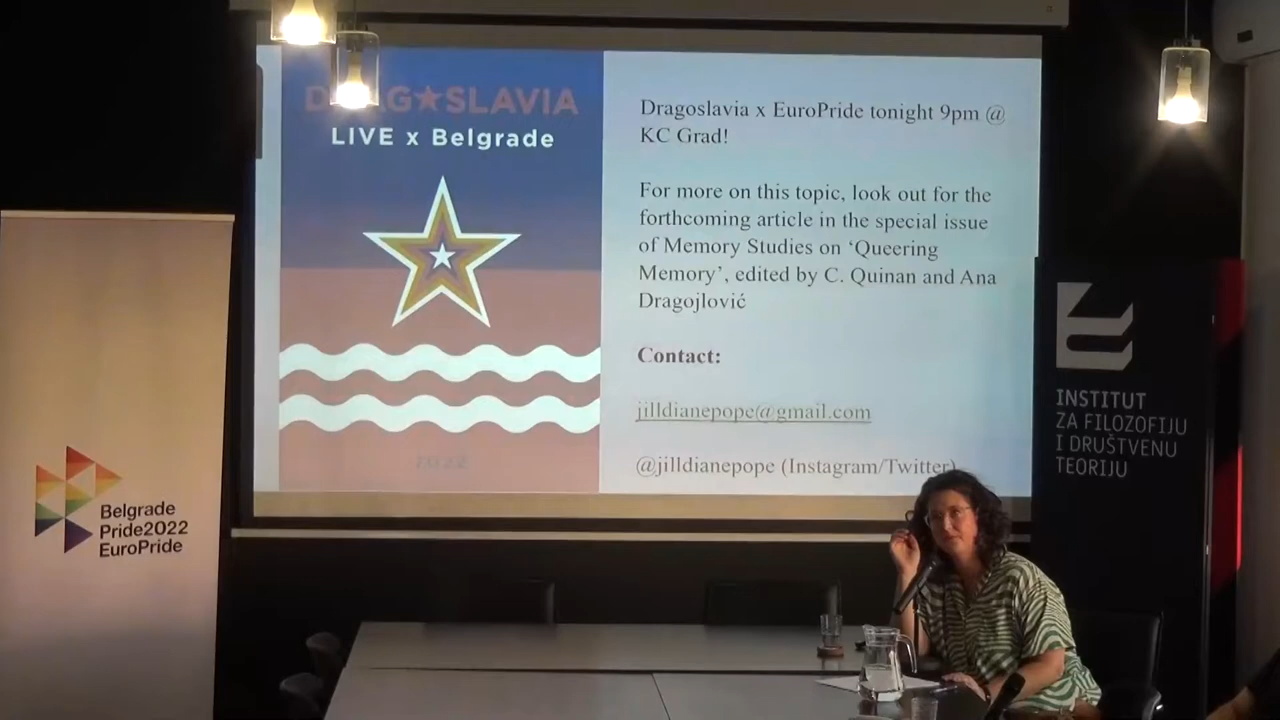 DRAG★SLAVIA
LIVE x Belgrade
2022
Dragoslavia x EuroPride tonight 9pm @
KC Grad!
For more on this topic, look out for the
forthcoming article in the special issue
of Memory Studies on ‘Queering
Memory’, edited by C. Quinan and Ana
Dragojlović
Contact:
jilldianepope@gmail.com
@jilldianepope (Instagram/Twitter)
Belgrade
Pride2022
EuroPride
INSTITUT
ZA FILOZOFIJU
I DRUŠTVENU
TEORIJU